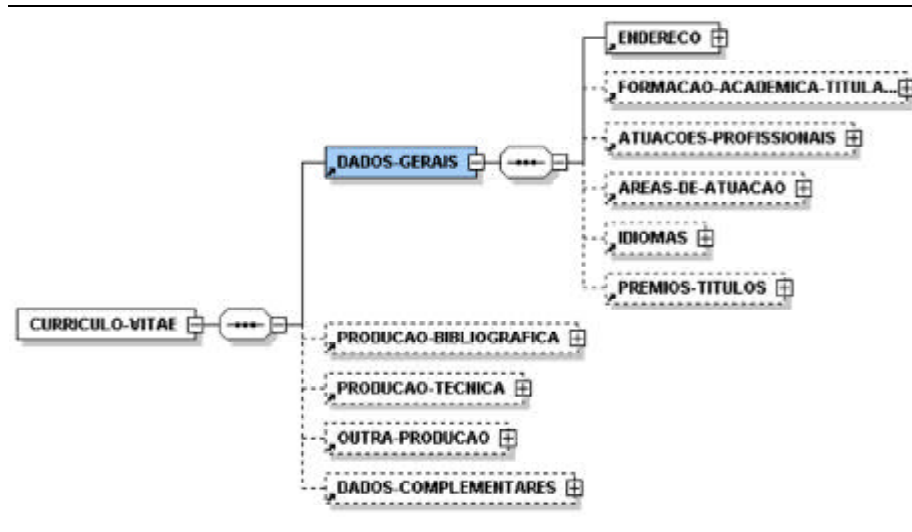 ENDERECO
FORMACAO-ACADEMICA-TITULA...
ATUACOES-PROFISSIONAIS
DADOS-GERAIS
AREAS-DE-ATUACAO
IDIOMAS
PREMIOS-TITULOS
CURRICULO-VITAE
PRODUCAO-BIBLIOGRAFICA
PRODUCAO-TECNICA
OUTRA-PRODUCAO
DADOS-COMPLEMENTARES